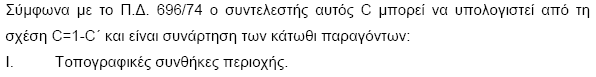 Σύμφωνα με το Π.Δ. 696/74 ο συντελεστής αυτός C μπορεί να υπολογιστεί από τη
σχέση C=1-C΄ και είναι συνάρτηση των κάτωθι παραγόντων:
I. Τοπογραφικές συνθήκες περιοχής.